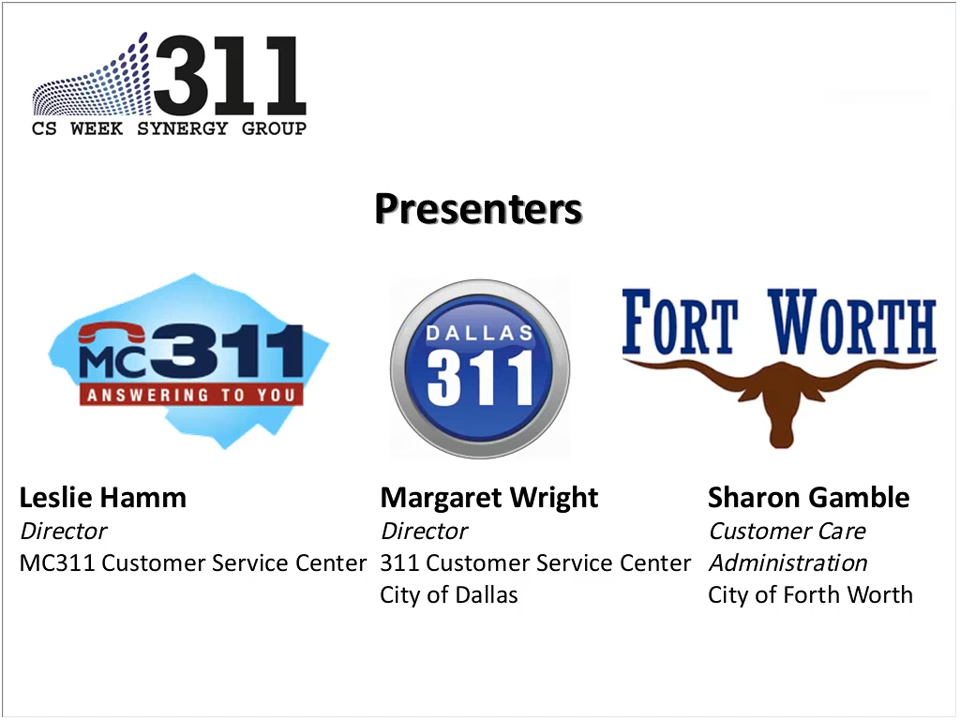 311
CS WEEK SYNERGY GROUP
Presenters
MC311
ANSWERING TO YOU
DALLAS
311
FORT WORTH
Leslie Hamm
Director
MC311 Customer Service Center
Margaret Wright
Director
311 Customer Service Center
City of Dallas
Sharon Gamble
Customer Care
Administration
City of Forth Worth